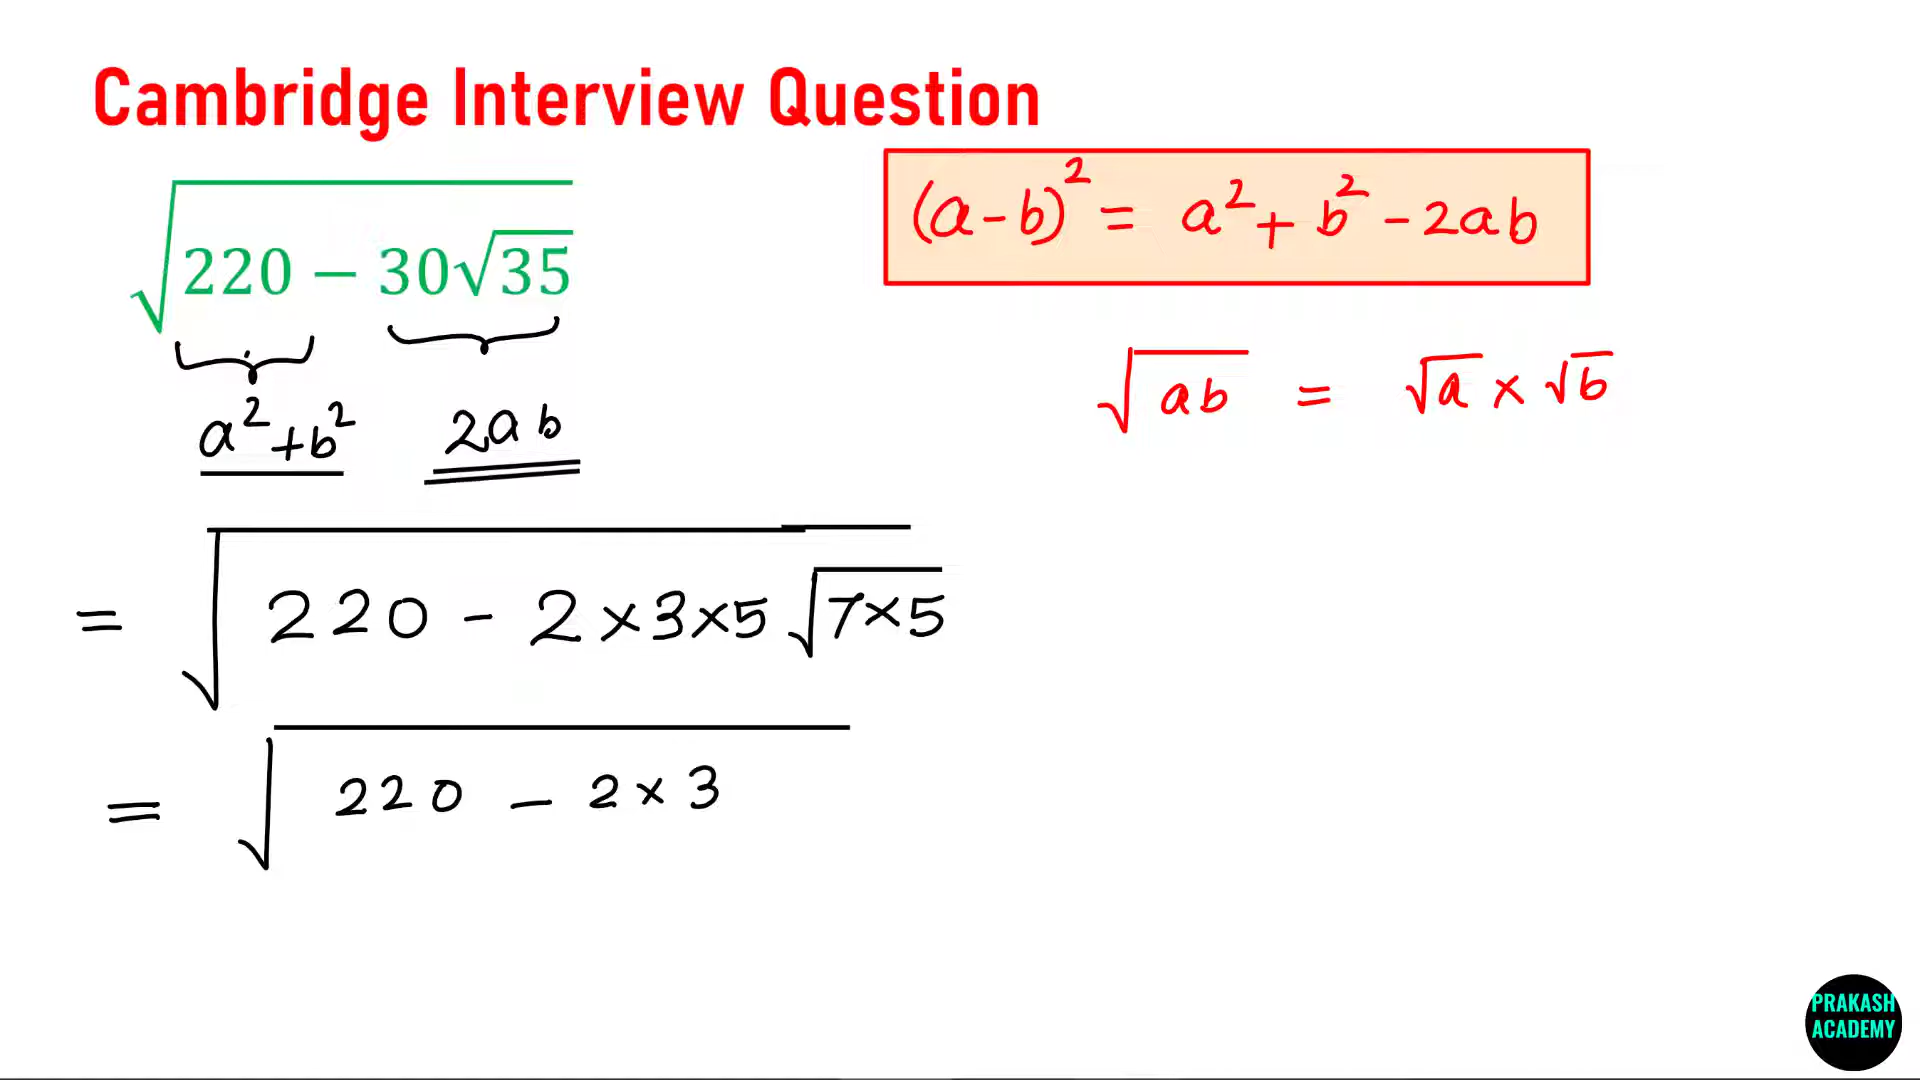 Cambridge Interview Question
(a-b)² = a² + b² - 2ab
√(220 − 30√35)
√ab = √a × √b
a²+b² 2ab
= √(220 - 2×3×5 √(7×5))
= √(220 - 2×3)
PRAKASH
ACADEMY